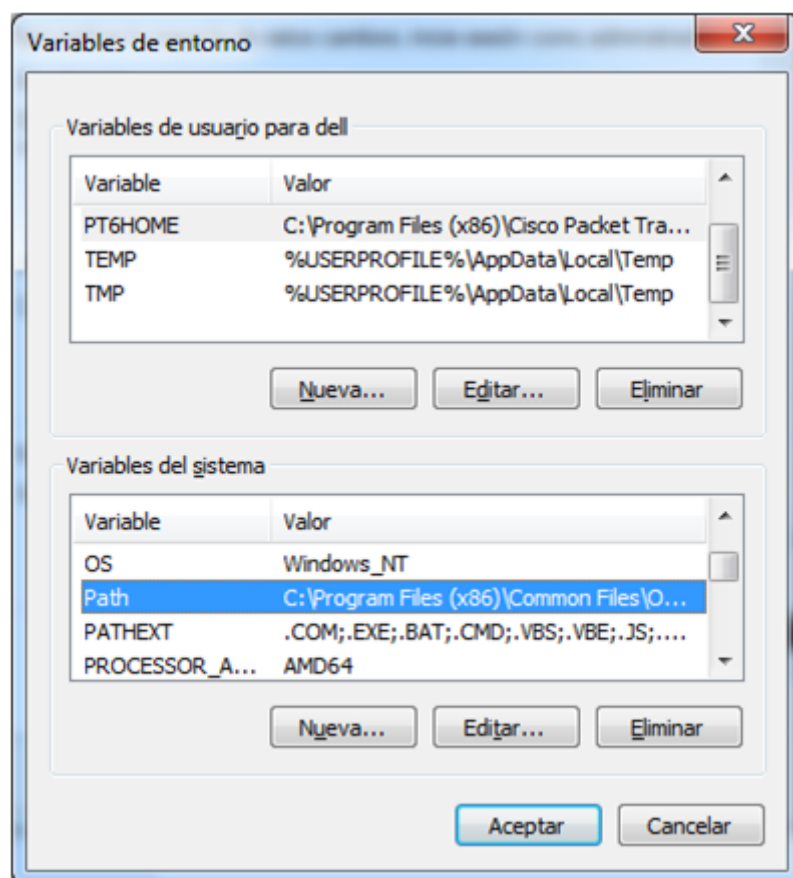 Variables de entorno
Variables de usuario para dell
Variable Valor
PT6HOME C:\Program Files (x86)\Cisco Packet Tra...
TEMP %USERPROFILE%\AppData\Local\Temp
TMP %USERPROFILE%\AppData\Local\Temp
Nueva... Editar... Eliminar
Variables del sistema
Variable Valor
OS Windows_NT
Path C:\Program Files (x86)\Common Files\O...
PATHEXT .COM;.EXE;.BAT;.CMD;.VBS;.VBE;.JS;....
PROCESSOR_A... AMD64
Nueva... Editar... Eliminar
Aceptar Cancelar